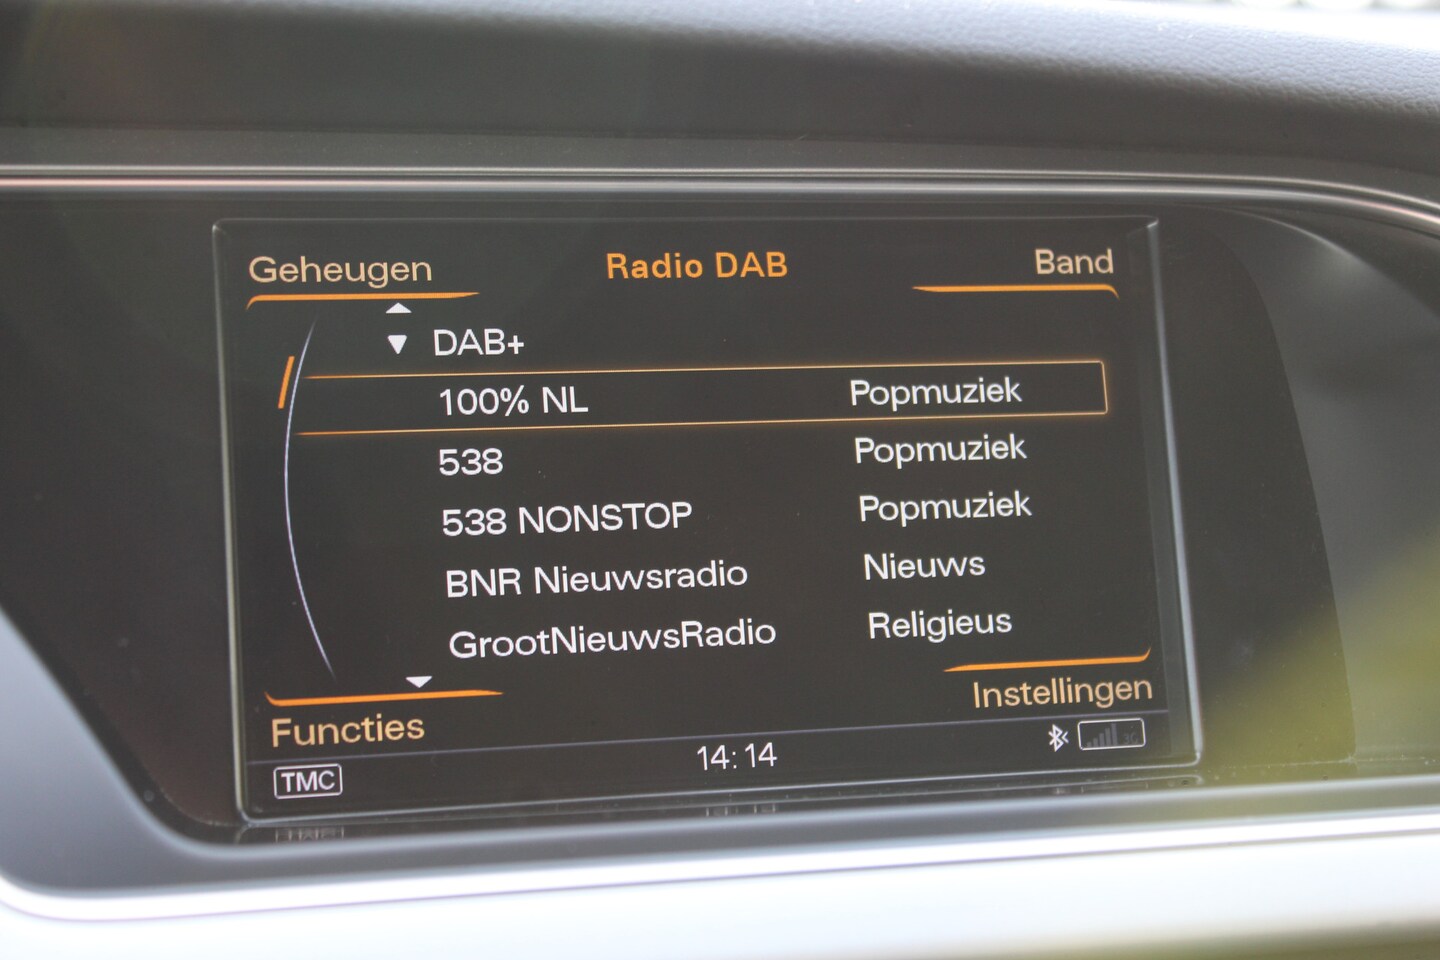 Geheugen Radio DAB Band
DAB+
100% NL Popmuziek
538 Popmuziek
538 NONSTOP Popmuziek
BNR Nieuwsradio Nieuws
GrootNieuwsRadio Religieus
Functies Instellingen
TMC 14:14 3G